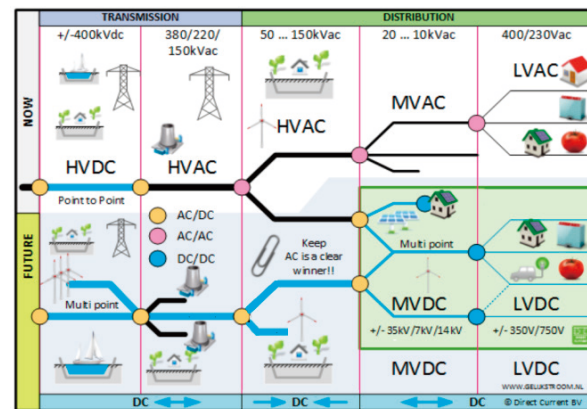 TRANSMISSION
DISTRIBUTION
+/-400kVdc
380/220/
150kVac
50 ... 150kVac
20 ... 10kVac
400/230Vac
NOW
HVDC
Point to Point
HVAC
HVAC
MVAC
LVAC
AC/DC
AC/AC
DC/DC
FUTURE
Multi point
Keep
AC is a clear
winner!!
Multi point
MVDC
+/- 35kV/7kV/14kV
LVDC
+/- 350V/750V
MVDC
LVDC
WWW.GELIJKSTROOM.NL
DC
DC
DC
© Direct Current BV